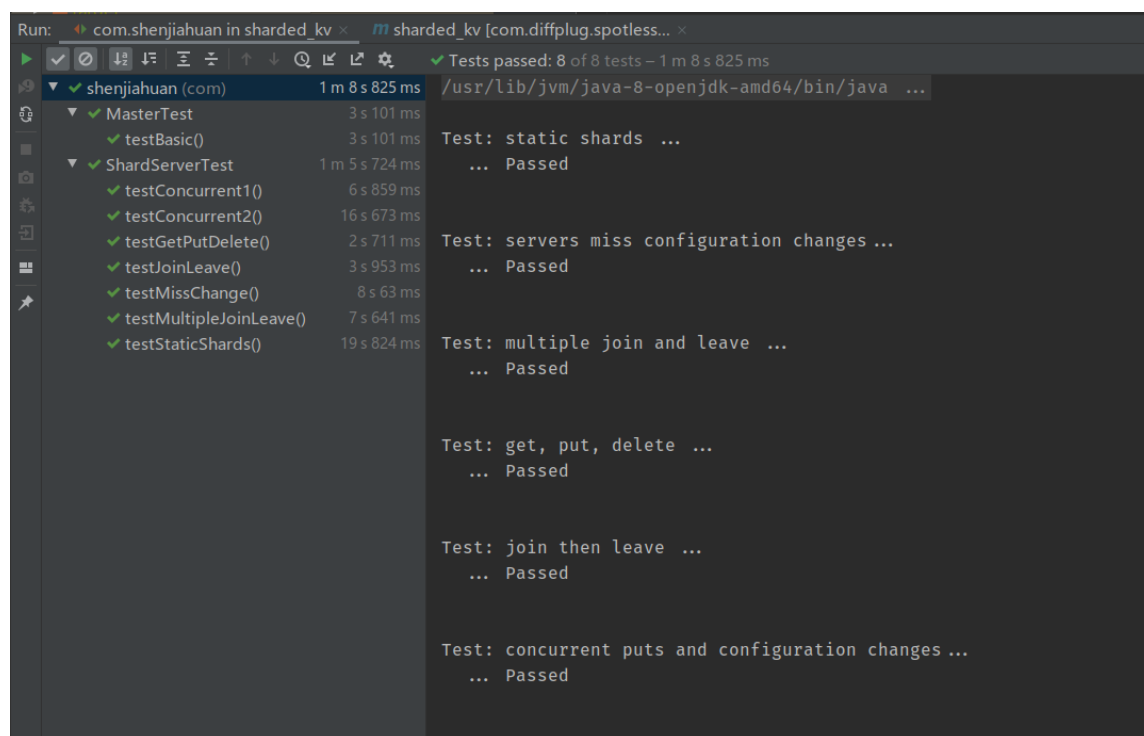 Run: com.shenjiahuan in sharded_kv × sharded_kv [com.diffplug.spotless... ×
✔ Tests passed: 8 of 8 tests – 1 m 8 s 825 ms
shenjiahuan (com) 1 m 8 s 825 ms
MasterTest 3 s 101 ms
testBasic() 3 s 101 ms
ShardServerTest 1 m 5 s 724 ms
testConcurrent1() 6 s 859 ms
testConcurrent2() 16 s 673 ms
testGetPutDelete() 2 s 711 ms
testJoinLeave() 3 s 953 ms
testMissChange() 8 s 63 ms
testMultipleJoinLeave() 7 s 641 ms
testStaticShards() 19 s 824 ms
/usr/lib/jvm/java-8-openjdk-amd64/bin/java ...
Test: static shards ...
... Passed
Test: servers miss configuration changes...
... Passed
Test: multiple join and leave ...
... Passed
Test: get, put, delete ...
... Passed
Test: join then leave ...
... Passed
Test: concurrent puts and configuration changes...
... Passed